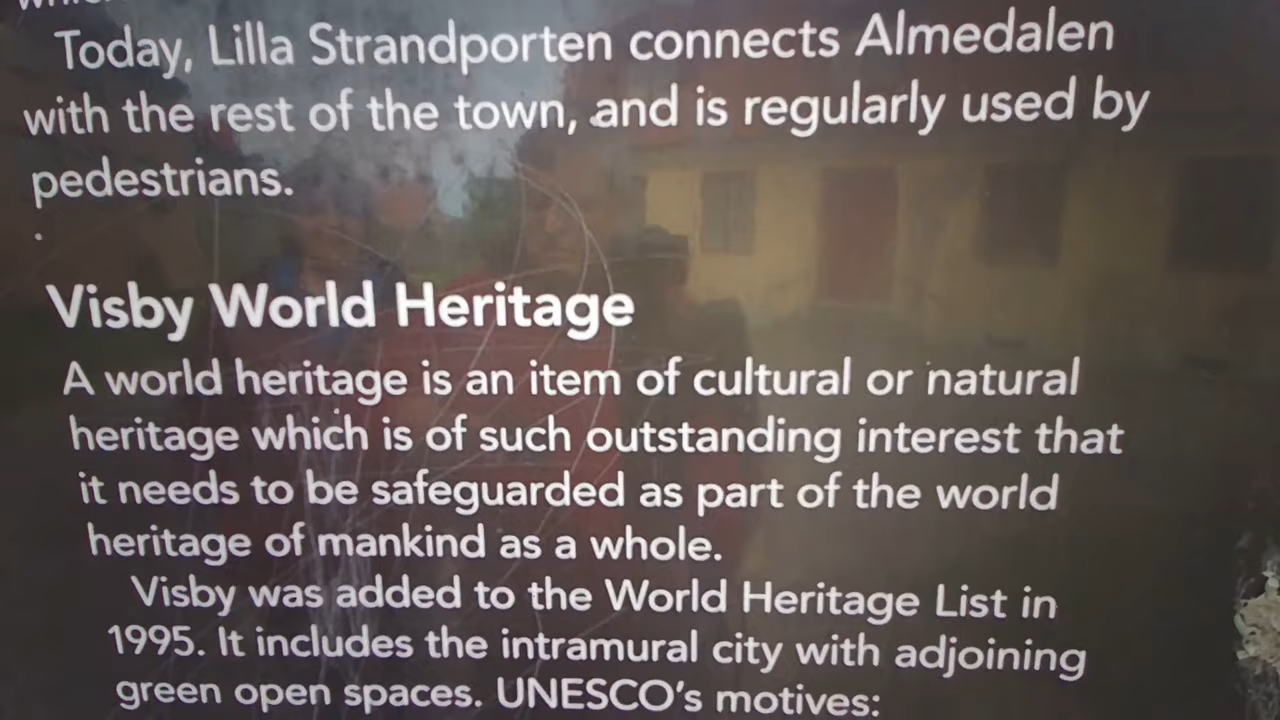 Today, Lilla Strandporten connects Almedalen
with the rest of the town, and is regularly used by
pedestrians.
.
Visby World Heritage
A world heritage is an item of cultural or natural
heritage which is of such outstanding interest that
it needs to be safeguarded as part of the world
heritage of mankind as a whole.
Visby was added to the World Heritage List in
1995. It includes the intramural city with adjoining
green open spaces. UNESCO's motives: